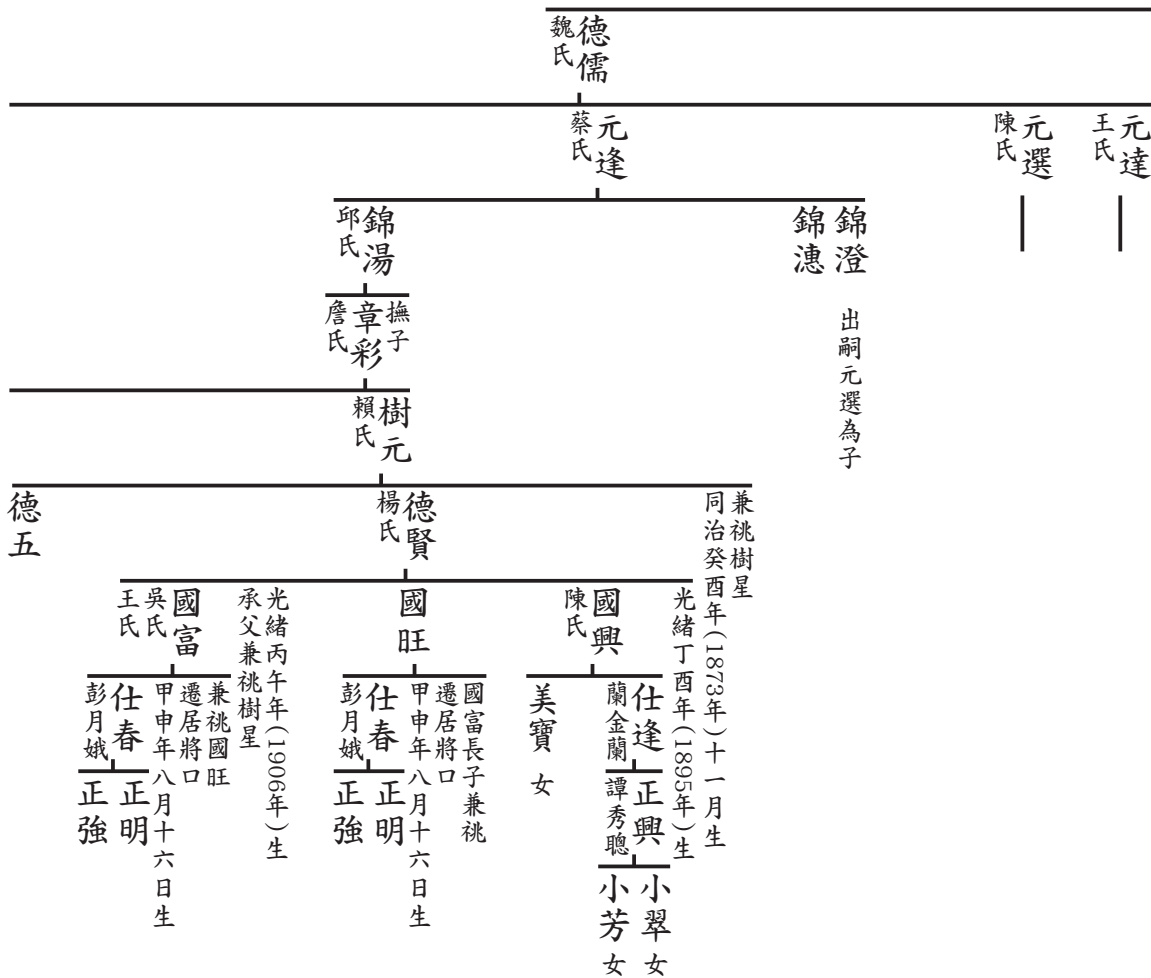 德儒
魏氏
元達
王氏
元選
陳氏
元逢
蔡氏
錦澄
出嗣元選為子
錦漶
錦湯
邱氏
撫子
章彩
詹氏
樹元
賴氏
兼祧樹星
同治癸酉年(1873年)十一月生
德賢
楊氏
德五
光緒丁酉年(1895年)生
國興
陳氏
國旺
光緒丙午年(1906年)生
承父兼祧樹星
國富
吳氏
王氏
仕逢
蘭金蘭
美寶 女
國富長子兼祧
遷居將口
甲申年八月十六日生
仕春
彭月娥
兼祧國旺
遷居將口
甲申年八月十六日生
仕春
彭月娥
正興
譚秀聰
正明
正強
正明
正強
小翠 女
小芳 女